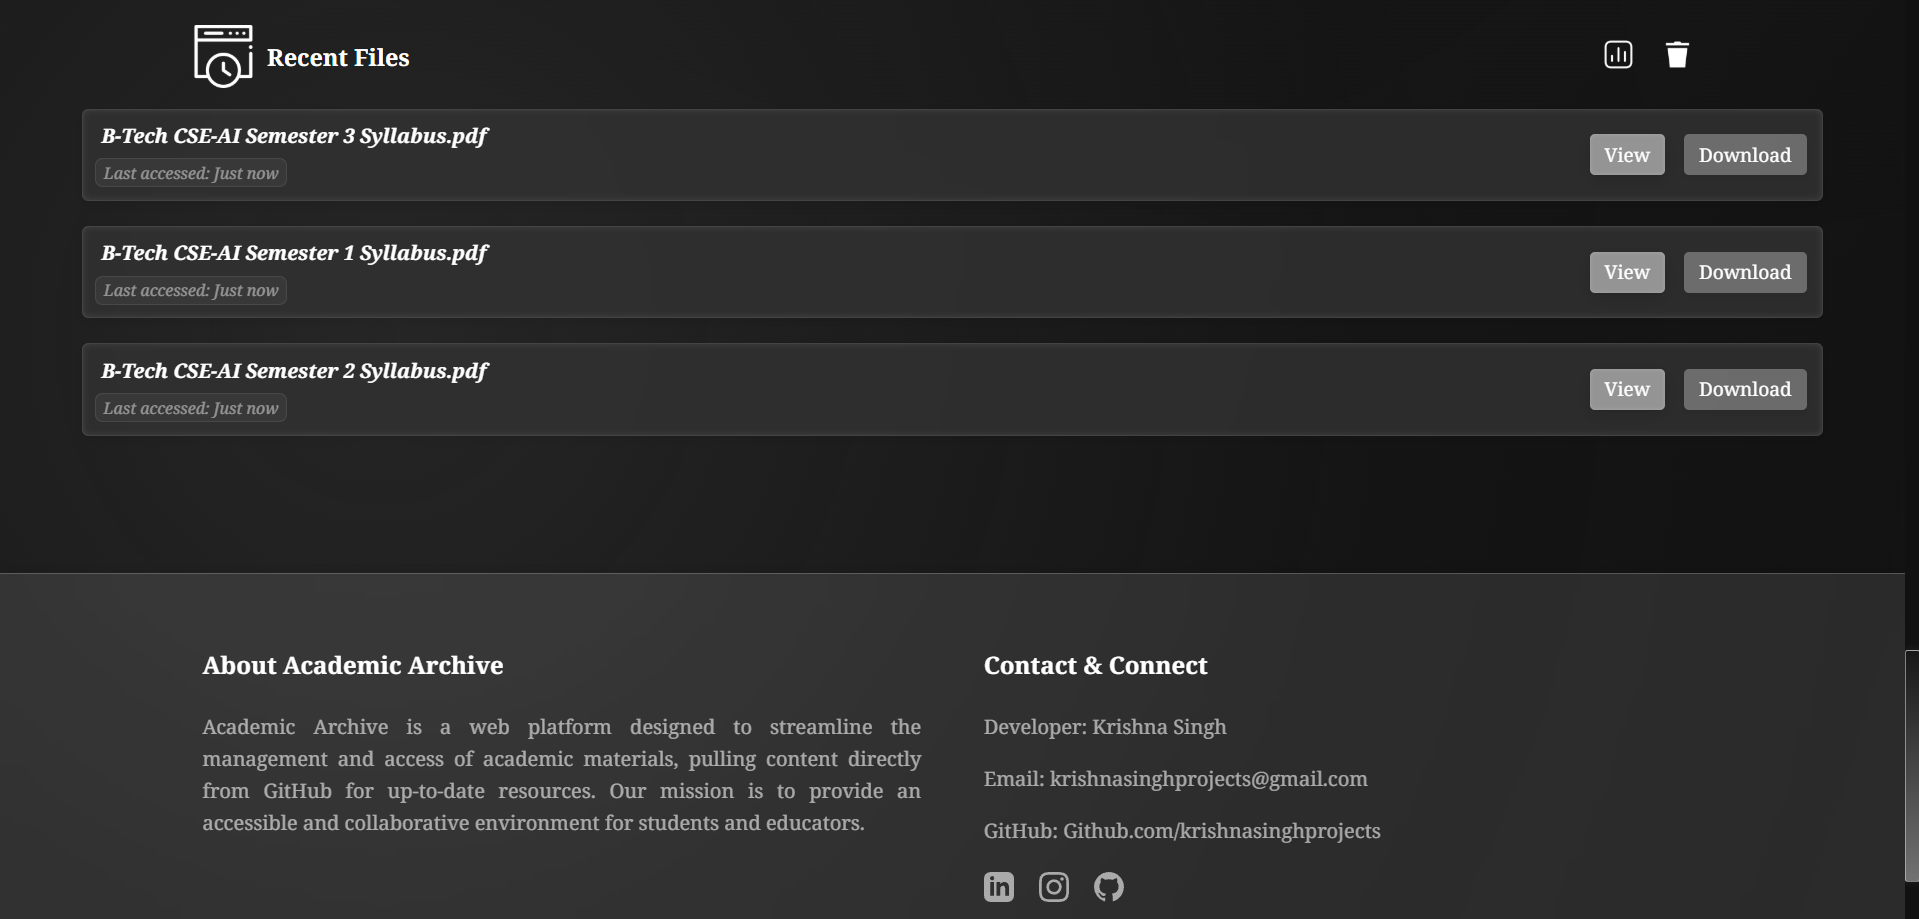 Recent Files
B-Tech CSE-AI Semester 3 Syllabus.pdf
Last accessed: Just now
View
Download
B-Tech CSE-AI Semester 1 Syllabus.pdf
Last accessed: Just now
View
Download
B-Tech CSE-AI Semester 2 Syllabus.pdf
Last accessed: Just now
View
Download
About Academic Archive
Academic Archive is a web platform designed to streamline the
management and access of academic materials, pulling content directly
from GitHub for up-to-date resources. Our mission is to provide an
accessible and collaborative environment for students and educators.
Contact & Connect
Developer: Krishna Singh
Email: krishnasinghprojects@gmail.com
GitHub: Github.com/krishnasinghprojects
in